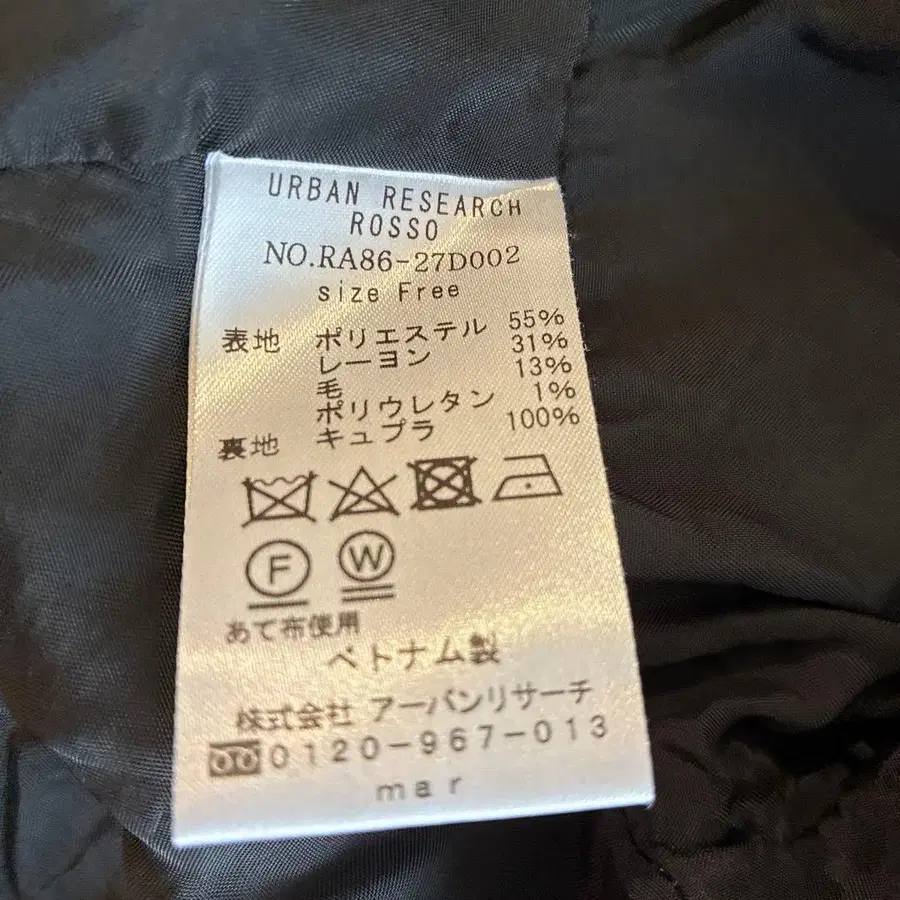 URBAN RESEARCH
ROSSO
NO.RA86-27D002
size Free
表地 ポリエステル 55%
レーヨン 31%
毛 13%
ポリウレタン 1%
裏地 キュプラ 100%
F W
あて布使用
ベトナム製
株式会社 アーバンリサーチ
0120-967-013
mar